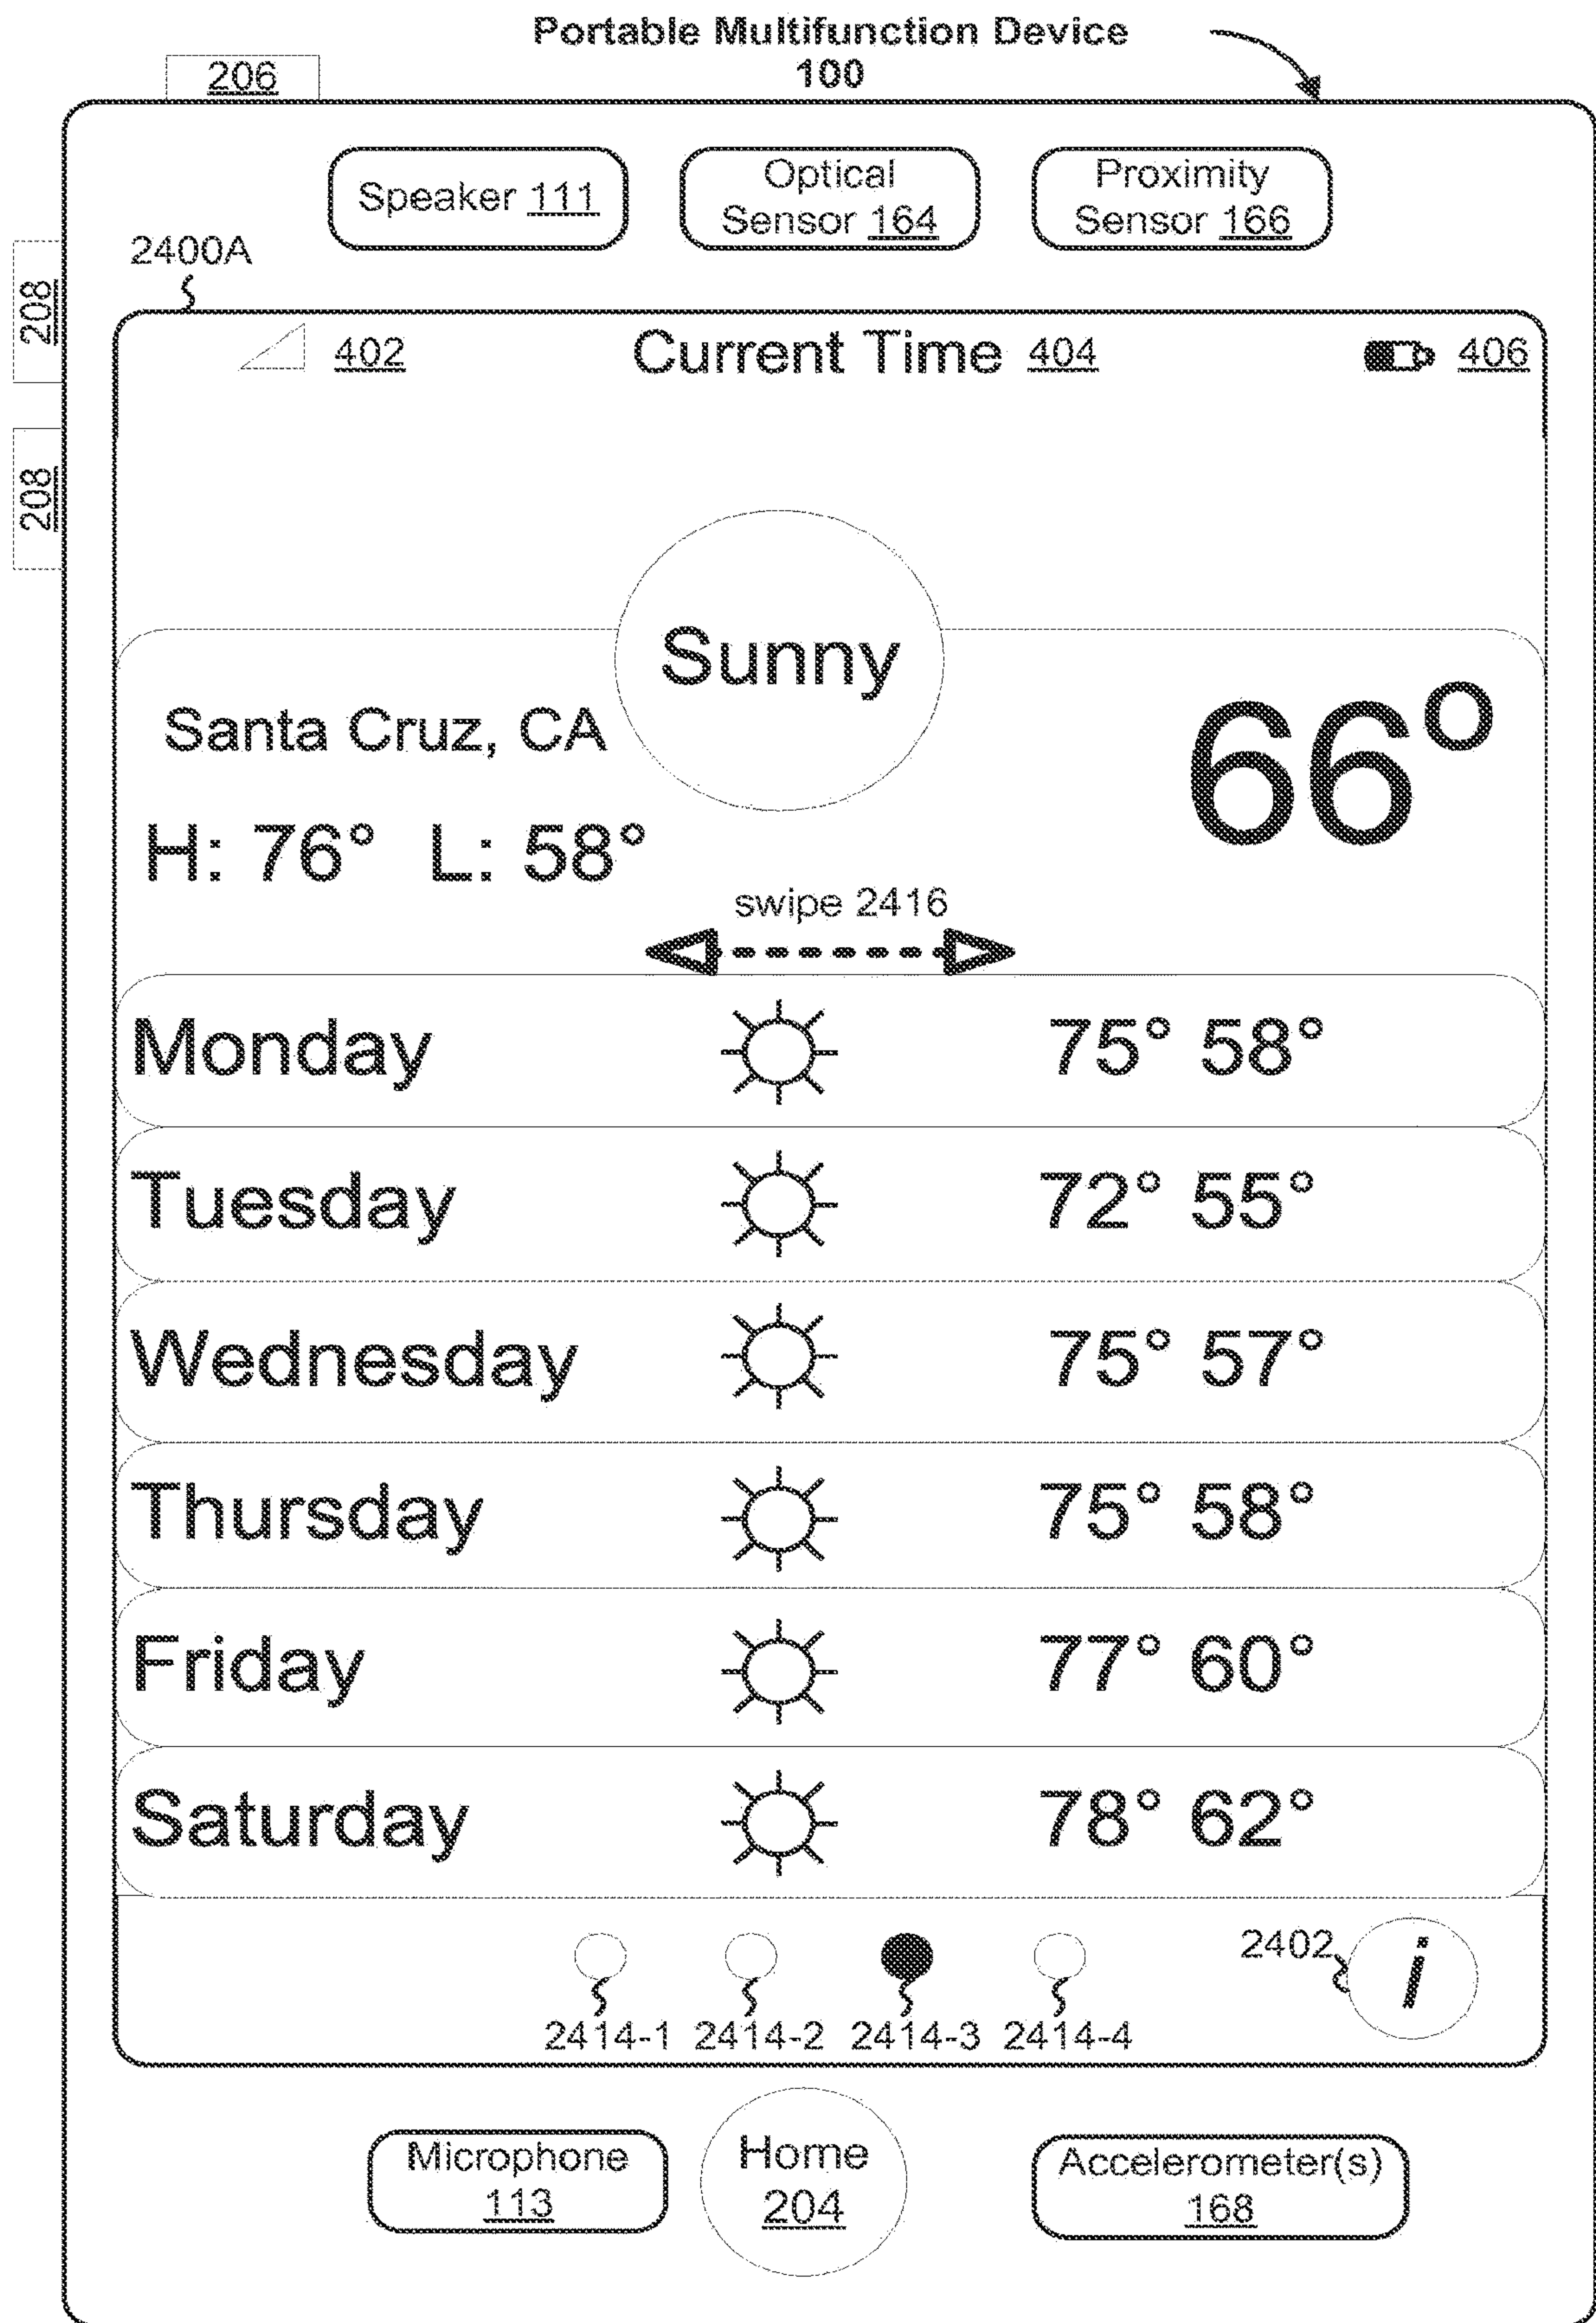 Portable Multifunction Device
100
206
Speaker 111
Optical
Sensor 164
Proximity
Sensor 166
2400A
208
208
402
Current Time 404
406
Sunny
Santa Cruz, CA
66°
H: 76° L: 58°
swipe 2416
Monday 75° 58°
Tuesday 72° 55°
Wednesday 75° 57°
Thursday 75° 58°
Friday 77° 60°
Saturday 78° 62°
2402
i
2414-1 2414-2 2414-3 2414-4
Microphone
113
Home
204
Accelerometer(s)
168